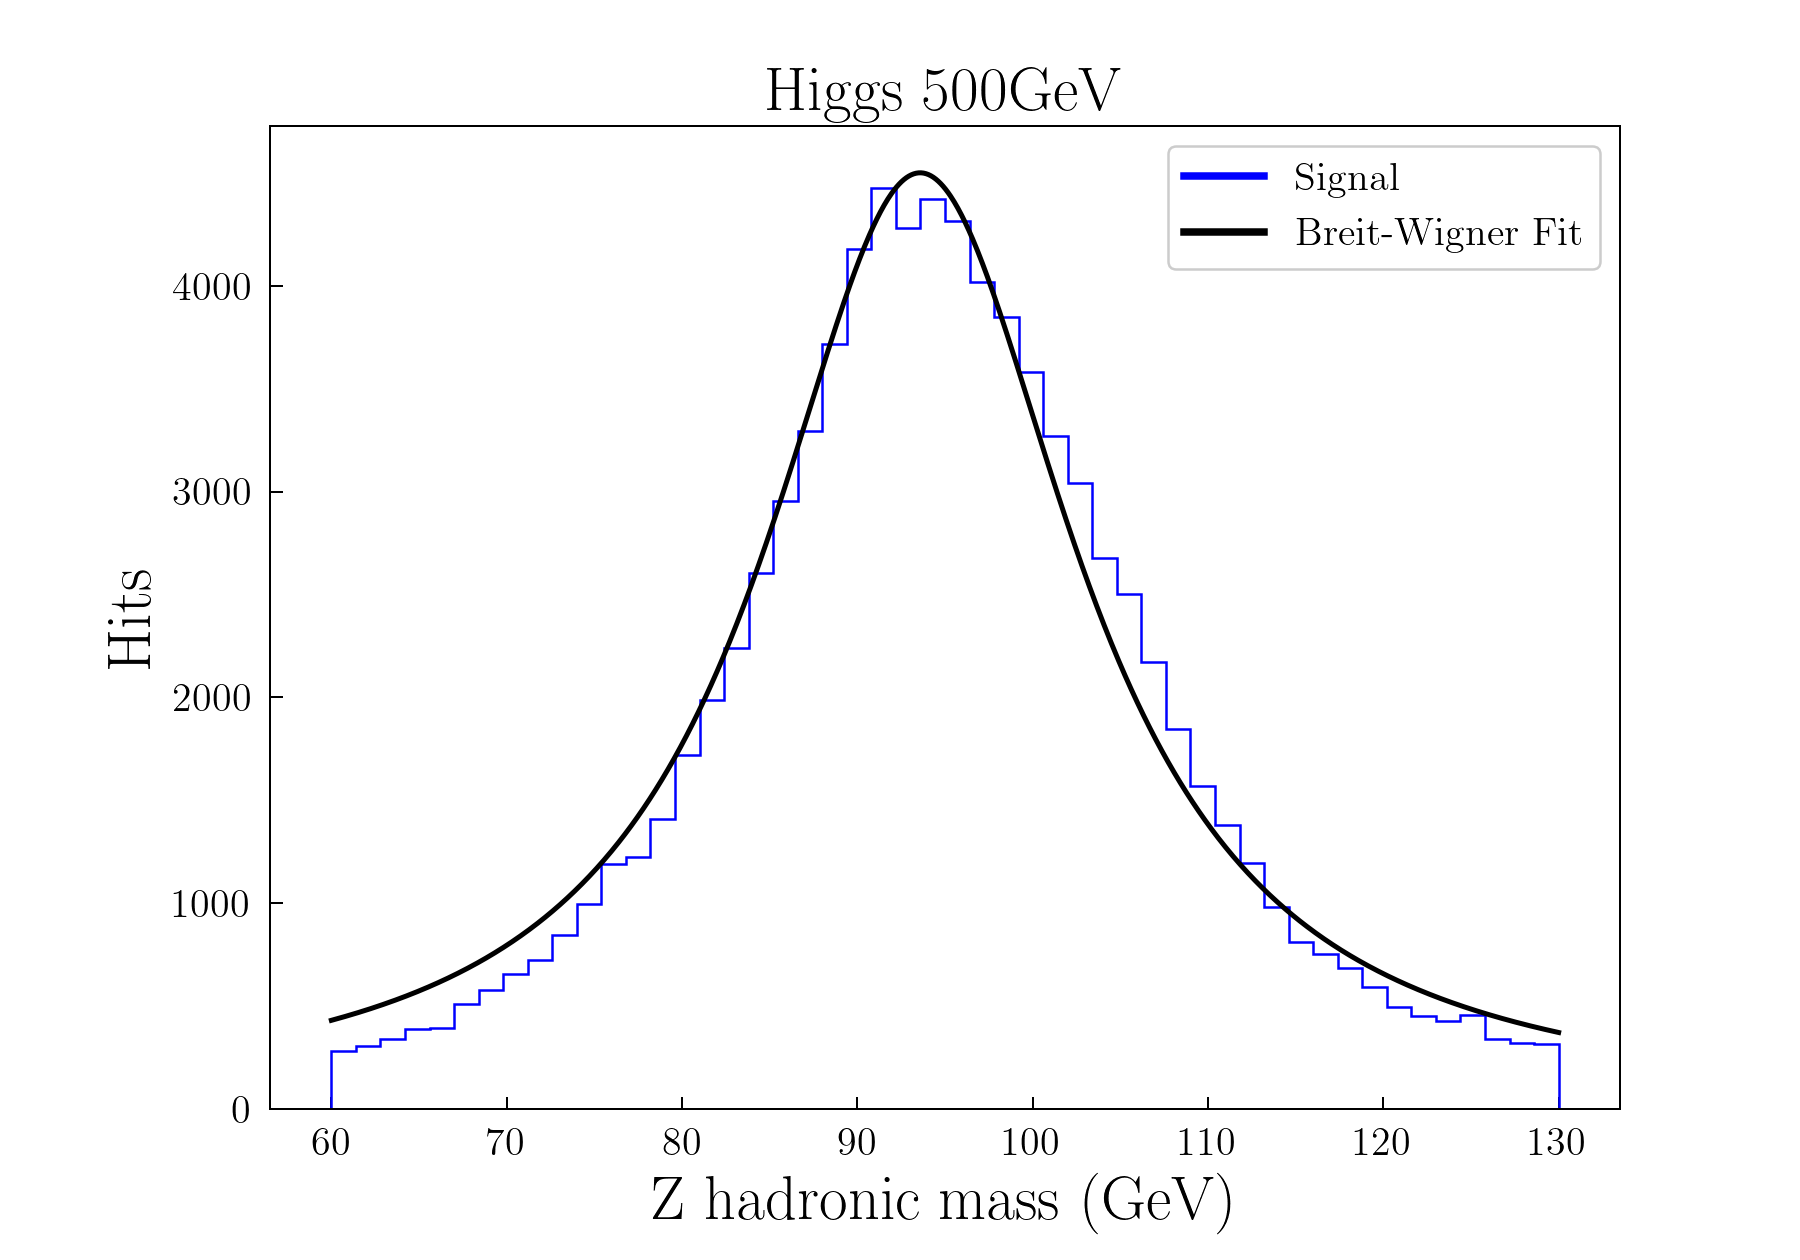 Higgs 500GeV
Signal
Breit-Wigner Fit
4000
3000
2000
1000
0
Hits
60 70 80 90 100 110 120 130
Z hadronic mass (GeV)